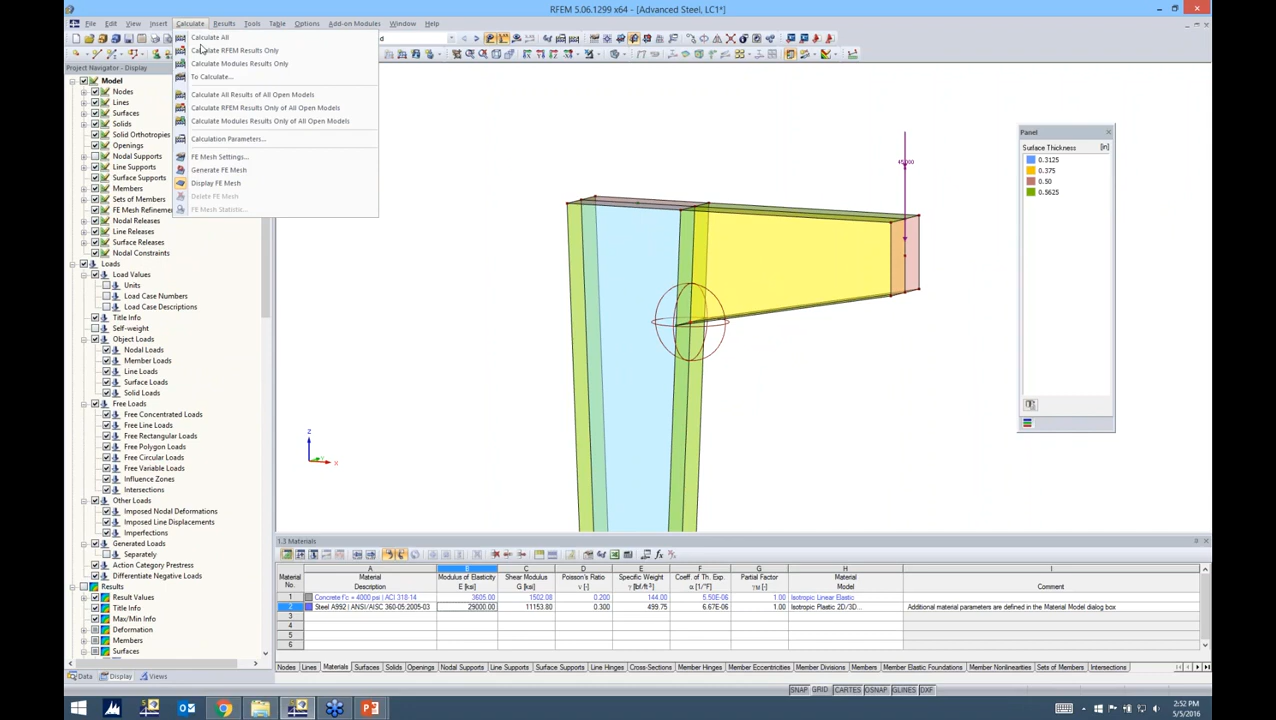 RFEM 5.06.1299 x64 - [Advanced Steel, LC1*]
File Edit View Insert Calculate Results Tools Table Options Add-on Modules Window Help
Project Navigator - Display
Model
Nodes
Lines
Surfaces
Solids
Solid Orthotropies
Openings
Nodal Supports
Line Supports
Surface Supports
Members
Sets of Members
FE Mesh Refineme
Nodal Releases
Line Releases
Surface Releases
Nodal Constraints
Loads
Load Values
Units
Load Case Numbers
Load Case Descriptions
Title Info
Self-weight
Object Loads
Nodal Loads
Member Loads
Line Loads
Surface Loads
Solid Loads
Free Loads
Free Concentrated Loads
Free Line Loads
Free Rectangular Loads
Free Polygon Loads
Free Circular Loads
Free Variable Loads
Influence Zones
Intersections
Other Loads
Imposed Nodal Deformations
Imposed Line Displacements
Imperfections
Generated Loads
Separately
Action Category Prestress
Differentiate Negative Loads
Results
Result Values
Title Info
Max/Min Info
Deformation
Members
Surfaces
Data Display Views
Calculate All
Calculate RFEM Results Only
Calculate Modules Results Only
To Calculate...
Calculate All Results of All Open Models
Calculate RFEM Results Only of All Open Models
Calculate Modules Results Only of All Open Models
Calculation Parameters...
FE Mesh Settings...
Generate FE Mesh
Display FE Mesh
Delete FE Mesh
FE Mesh Statistic...
45.000
Z
Y
X
Panel
Surface Thickness [in]
0.3125
0.375
0.50
0.5625
1.3 Materials
A B C D E F G H I
Material No.
Material Description
Modulus of Elasticity E [ksi]
Shear Modulus G [ksi]
Poisson's Ratio ν [-]
Specific Weight γ [lbf/ft3]
Coeff. of Th. Exp. α [1/°F]
Partial Factor γM [-]
Material Model
Comment
1 Concrete f'c = 4000 psi | ACI 318-14 3605.00 1502.08 0.200 144.00 5.50E-06 1.00 Isotropic Linear Elastic
2 Steel A992 | ANSI/AISC 360-05:2005-03 29000.00 11153.80 0.300 499.75 6.67E-06 1.00 Isotropic Plastic 2D/3D... Additional material parameters are defined in the Material Model dialog box
3
4
5
6
Nodes Lines Materials Surfaces Solids Openings Nodal Supports Line Supports Surface Supports Line Hinges Cross-Sections Member Hinges Member Eccentricities Member Divisions Members Member Elastic Foundations Member Nonlinearities Sets of Members Intersections
SNAP GRID CARTES OSNAP GLINES DXF
2:52 PM
5/5/2016